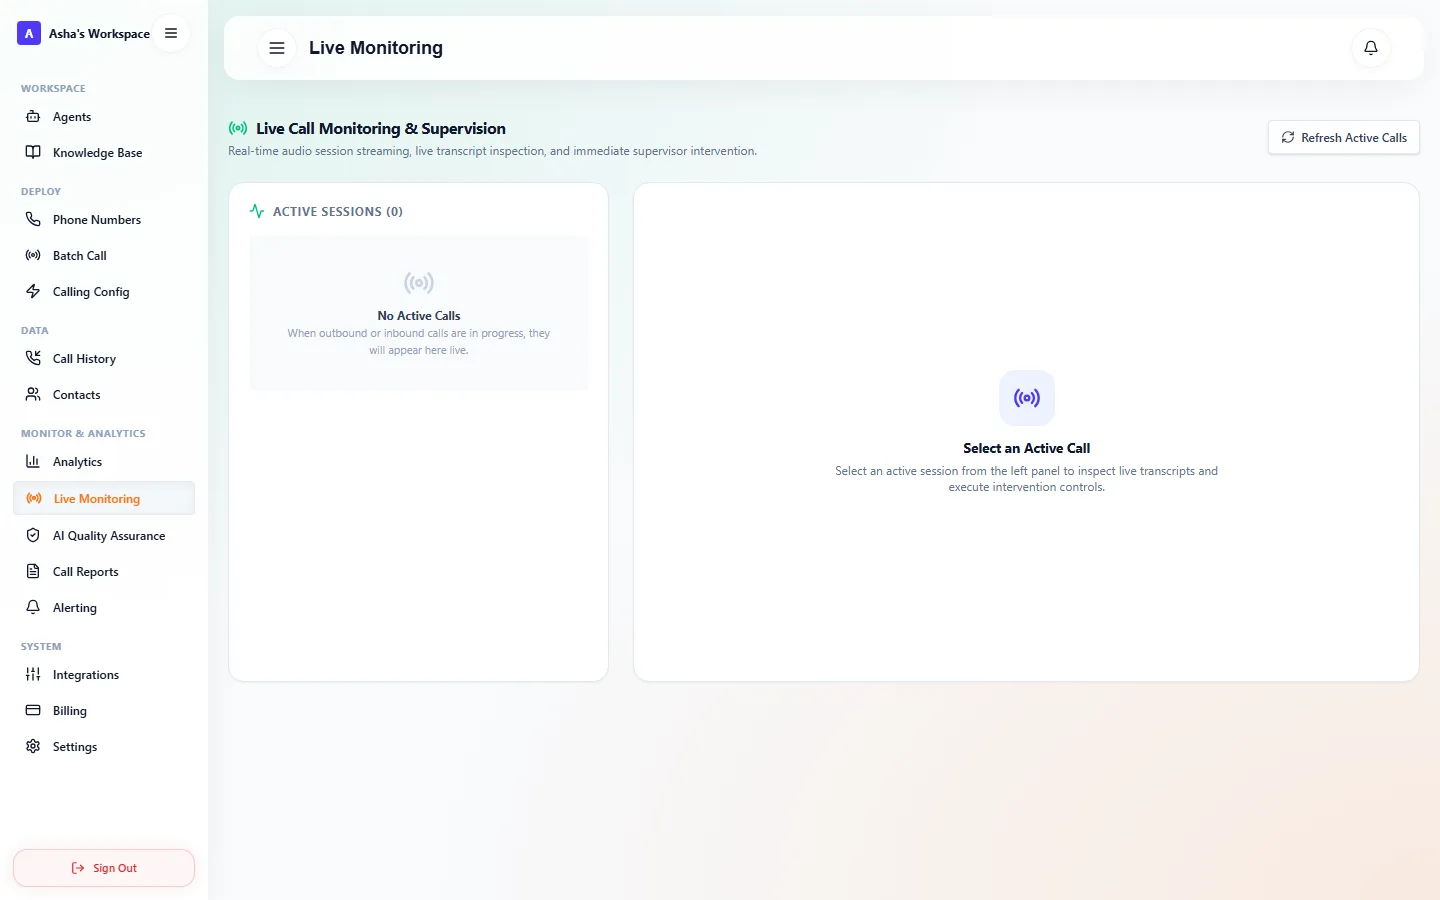 A Asha's Workspace
WORKSPACE
Agents
Knowledge Base
DEPLOY
Phone Numbers
Batch Call
Calling Config
DATA
Call History
Contacts
MONITOR & ANALYTICS
Analytics
Live Monitoring
AI Quality Assurance
Call Reports
Alerting
SYSTEM
Integrations
Billing
Settings
Sign Out
Live Monitoring
Live Call Monitoring & Supervision
Real-time audio session streaming, live transcript inspection, and immediate supervisor intervention.
Refresh Active Calls
ACTIVE SESSIONS (0)
No Active Calls
When outbound or inbound calls are in progress, they
will appear here live.
Select an Active Call
Select an active session from the left panel to inspect live transcripts and
execute intervention controls.